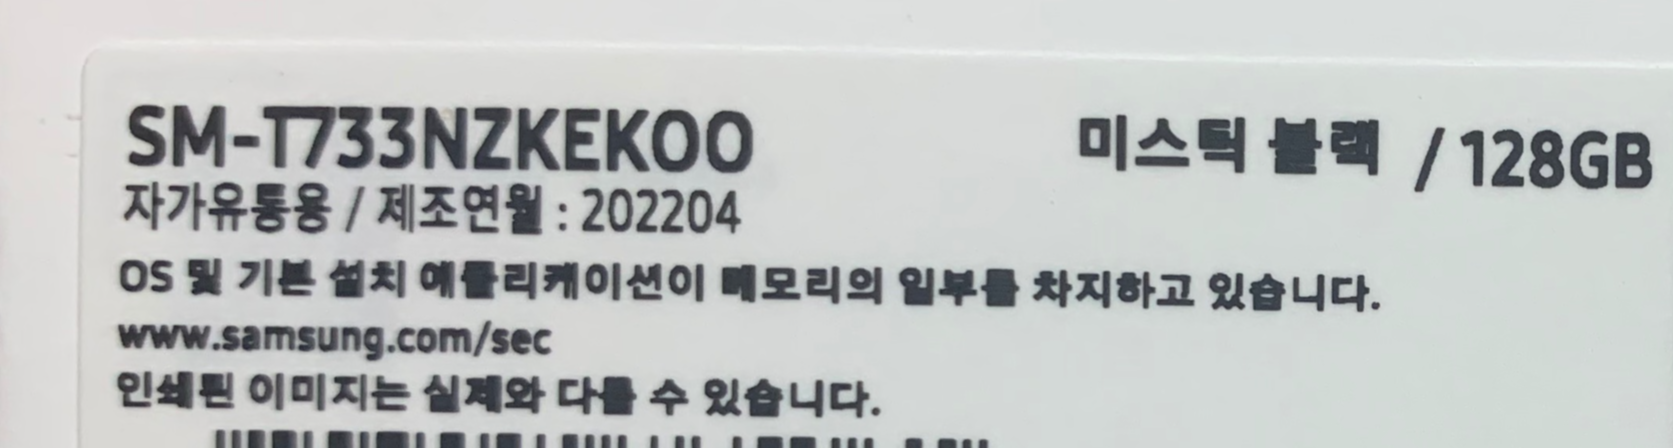 SM-T733NZKEKOO 미스틱 블랙 / 128GB
자가유통용 / 제조연월 : 202204
OS 및 기본 설치 애플리케이션이 메모리의 일부를 차지하고 있습니다.
www.samsung.com/sec
인쇄된 이미지는 실제와 다를 수 있습니다.